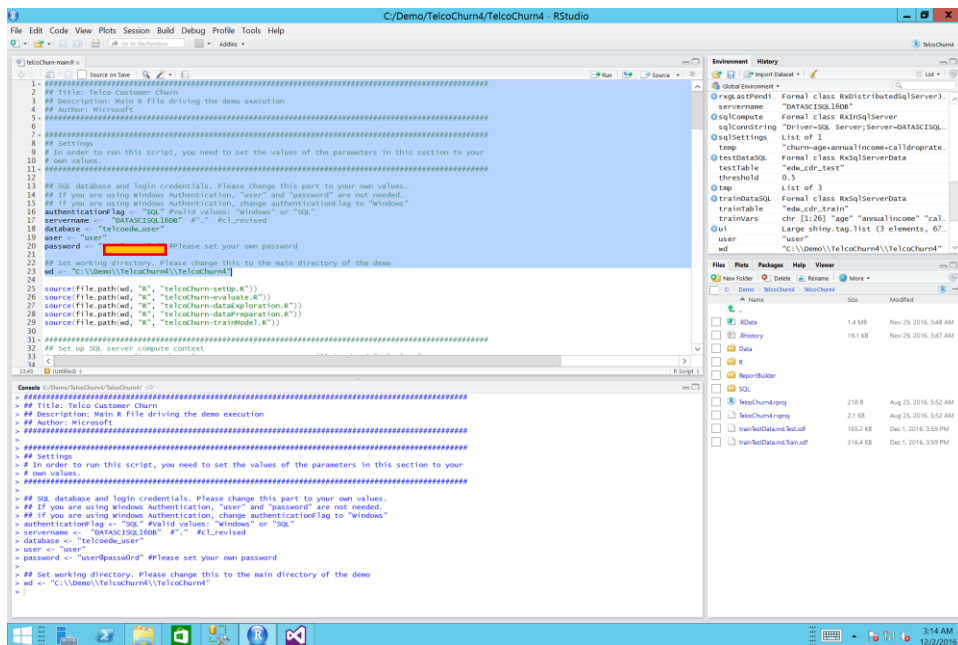 C:/Demo/TelcoChurn4/TelcoChurn4 - RStudio
File Edit Code View Plots Session Build Debug Profile Tools Help
Go to file/function
Addins
TelcoChurn4
telcoChurn-main.R
Source on Save
Run
Source
1 ################
2 ## Title: Telco Customer Churn
3 ## Description: Main R file driving the demo execution
4 ## Author: Microsoft
5
6
7
8 ## Settings
9 # In order to run this script, you need to set the values of the parameters in this section to your
10 # own values.
11
12
13 ## SQL database and login credentials. Please change this part to your own values.
14 ## If you are using Windows Authentication, "user" and "password" are not needed.
15 ## if you are using Windows Authentication, change authenticationFlag to "Windows"
16 authenticationFlag <- "SQL" #Valid values: "Windows" or "SQL"
17 servername <- "DATASCISQL16DB" #"." #cl_revised
18 database <- "telcoedw_user"
19 user <- "user"
20 password <- " #Please set your own password
21
22 ## Set working directory. Please change this to the main directory of the demo
23 wd <- "C:\\Demo\\TelcoChurn4\\TelcoChurn4"
24
25 source(file.path(wd, "R", "telcoChurn-setUp.R"))
26 source(file.path(wd, "R", "telcoChurn-evaluate.R"))
27 source(file.path(wd, "R", "telcoChurn-dataExploration.R"))
28 source(file.path(wd, "R", "telcoChurn-dataPreparation.R"))
29 source(file.path(wd, "R", "telcoChurn-trainModel.R"))
30
31
32 ## Set up SQL server compute context
33
34
23:43 (Untitled) R Script
Console C:/Demo/TelcoChurn4/TelcoChurn4/
>
> ## Title: Telco Customer Churn
> ## Description: Main R file driving the demo execution
> ## Author: Microsoft
>
>
>
> ## Settings
> # In order to run this script, you need to set the values of the parameters in this section to your
> # own values.
>
>
> ## SQL database and login credentials. Please change this part to your own values.
> ## If you are using Windows Authentication, "user" and "password" are not needed.
> ## if you are using Windows Authentication, change authenticationFlag to "Windows"
> authenticationFlag <- "SQL" #Valid values: "Windows" or "SQL"
> servername <- "DATASCISQL16DB" #"." #cl_revised
> database <- "telcoedw_user"
> user <- "user"
> password <- "user@passw0rd" #Please set your own password
>
> ## Set working directory. Please change this to the main directory of the demo
> wd <- "C:\\Demo\\TelcoChurn4\\TelcoChurn4"
>
Environment History
Import Dataset
List
Global Environment
rxgLastPendi… Formal class RxDistributedSqlServerJ…
servername "DATASCISQL16DB"
sqlCompute Formal class RxInSqlServer
sqlConnString "Driver=SQL Server;Server=DATASCISQL…
sqlSettings List of 1
temp "churn~age+annualincome+calldroprate…
testDataSQL Formal class RxSqlServerData
testTable "edw_cdr_test"
threshold 0.5
tmp List of 3
trainDataSQL Formal class RxSqlServerData
trainTable "edw_cdr_train"
trainVars chr [1:26] "age" "annualincome" "cal…
ui Large shiny.tag.list (3 elements, 67…
user "user"
wd "C:\\Demo\\TelcoChurn4\\TelcoChurn4"
Files Plots Packages Help Viewer
New Folder Delete Rename More
C: Demo TelcoChurn4 TelcoChurn4
Name Size Modified
..
.RData 1.4 MB Nov 29, 2016, 3:48 AM
.Rhistory 19.1 KB Nov 29, 2016, 3:47 AM
Data
R
ReportBuilder
SQL
TelcoChurn4.rproj 218 B Aug 25, 2016, 5:52 AM
TelcoChurn4.rxproj 2.1 KB Aug 25, 2016, 5:52 AM
trainTestData.ind.Test.xdf 165.2 KB Dec 1, 2016, 3:59 PM
trainTestData.ind.Train.xdf 316.4 KB Dec 1, 2016, 3:59 PM
3:14 AM
12/2/2016